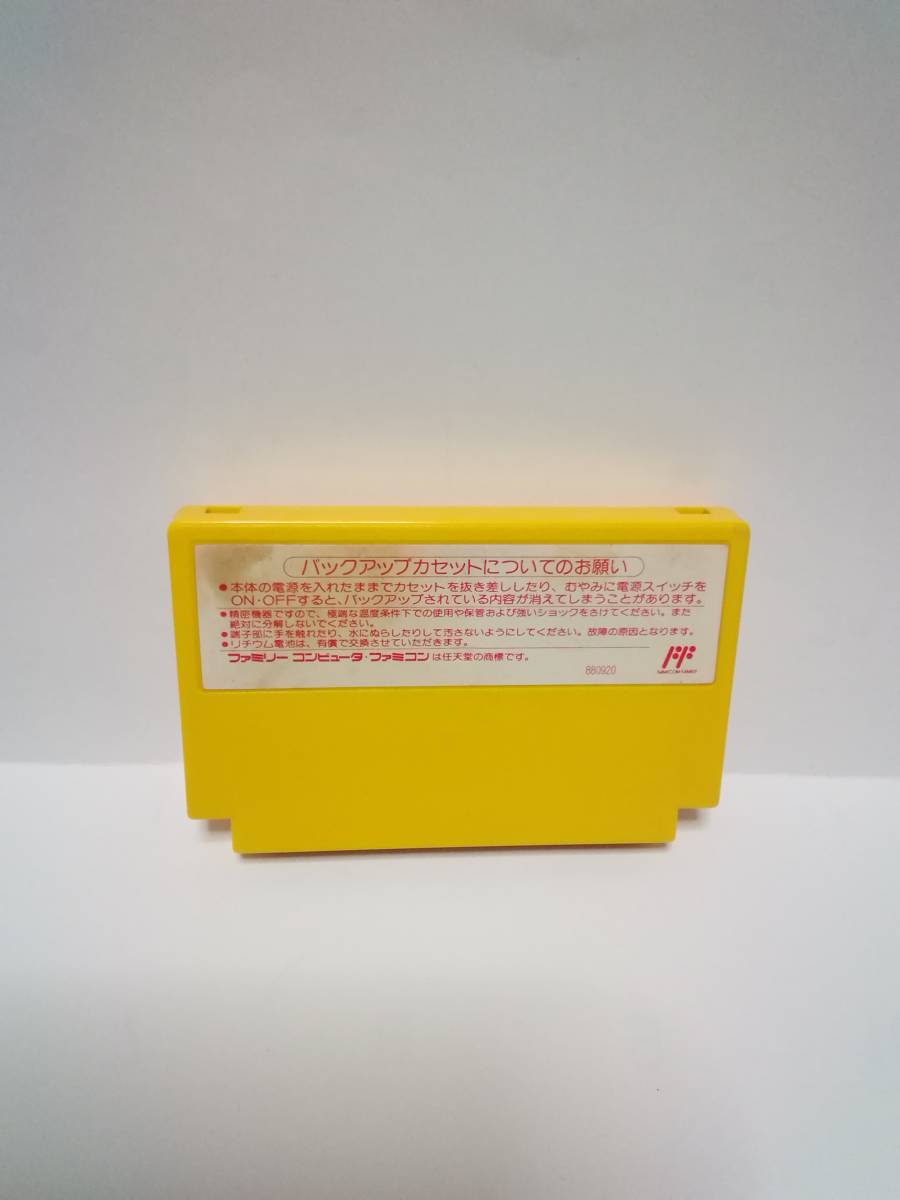 バックアップカセットについてのお願い
●本体の電源を入れたままでカセットを抜き差ししたり、むやみに電源スイッチを
ON・OFFすると、バックアップされている内容が消えてしまうことがあります。
●精密機器ですので、極端な温度条件下での使用や保管および強いショックをさけてください。また
絶対に分解しないでください。
●端子部に手を触れたり、水にぬらしたりして汚さないようにしてください。故障の原因となります。
●リチウム電池は、有償で交換させていただきます。
ファミリーコンピュータ・ファミコンは任天堂の商標です。
880920
FAMICOM FAMILY